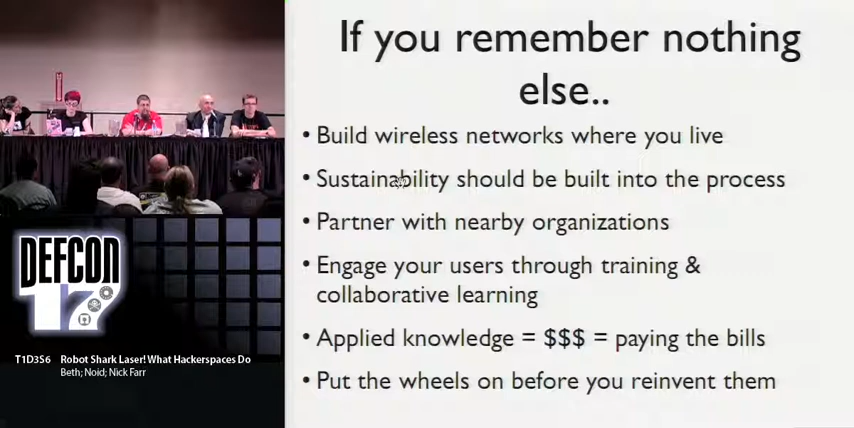 If you remember nothing
else..
• Build wireless networks where you live
• Sustainability should be built into the process
• Partner with nearby organizations
• Engage your users through training &
collaborative learning
• Applied knowledge = $$$ = paying the bills
• Put the wheels on before you reinvent them
DEFCON
17
T1D3S6 Robot Shark Laser! What Hackerspaces Do
Beth; Noid; Nick Farr